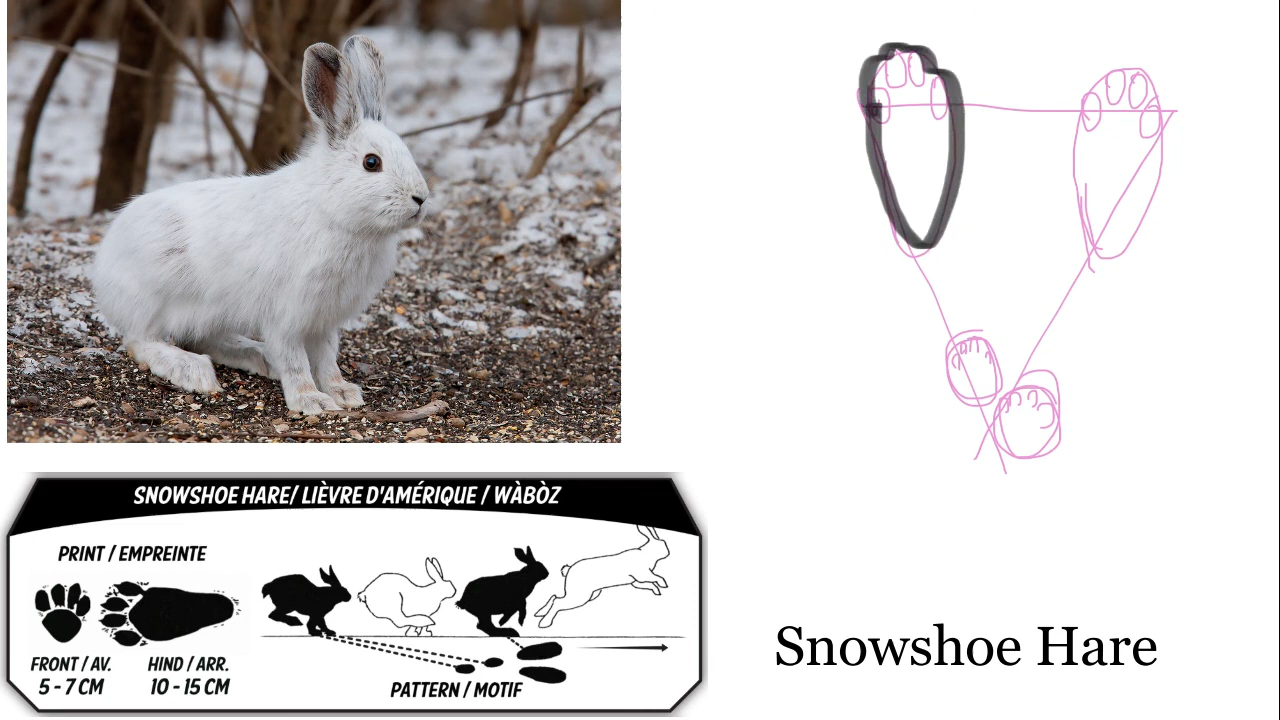 SNOWSHOE HARE/ LIÈVRE D'AMÉRIQUE / WÀBÒZ
PRINT / EMPREINTE
FRONT / AV.
5 - 7 CM
HIND / ARR.
10 - 15 CM
PATTERN / MOTIF
Snowshoe Hare